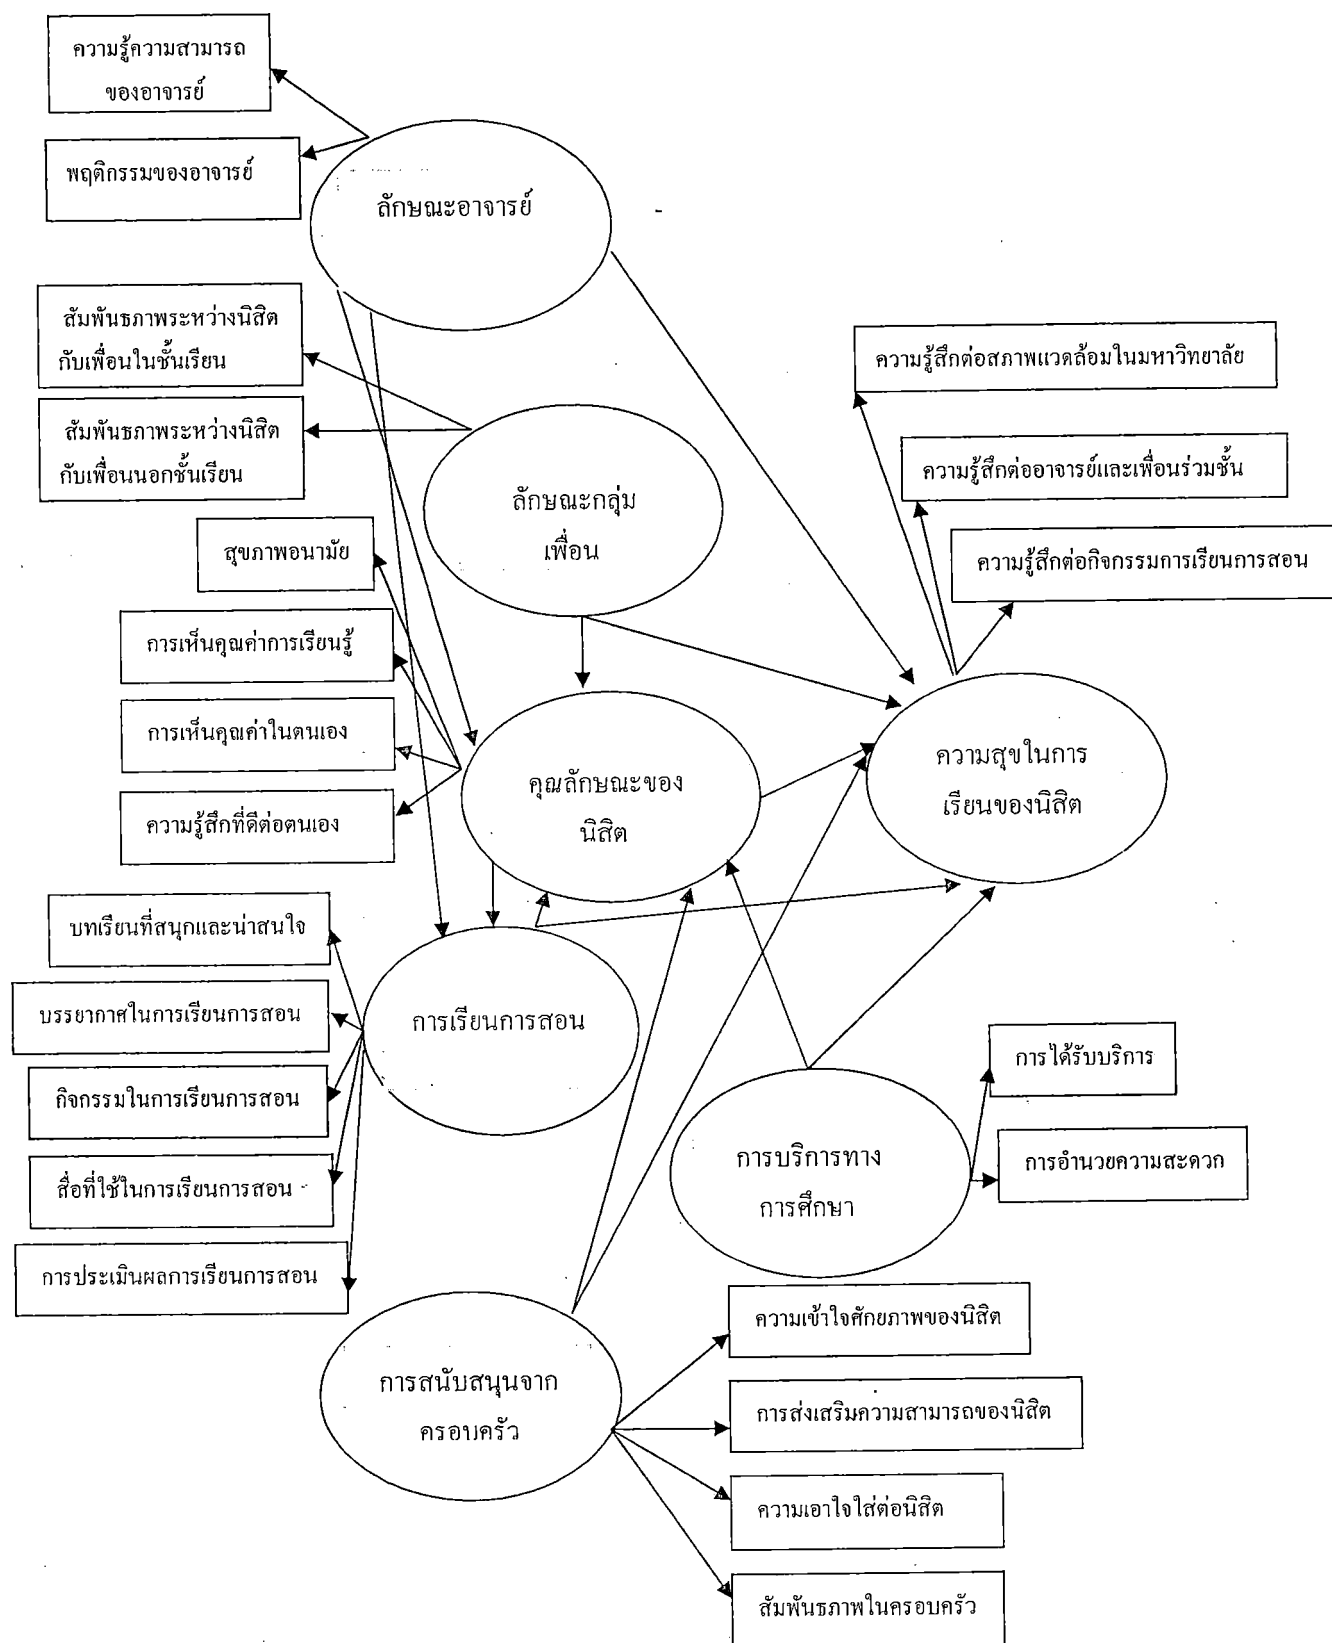 ความรู้ความสามารถ
ของอาจารย์
พฤติกรรมของอาจารย์
ลักษณะอาจารย์
สัมพันธภาพระหว่างนิสิต
กับเพื่อนในชั้นเรียน
ความรู้สึกต่อสภาพแวดล้อมในมหาวิทยาลัย
สัมพันธภาพระหว่างนิสิต
กับเพื่อนนอกชั้นเรียน
ความรู้สึกต่ออาจารย์และเพื่อนร่วมชั้น
ลักษณะกลุ่ม
เพื่อน
สุขภาพอนามัย
ความรู้สึกต่อกิจกรรมการเรียนการสอน
การเห็นคุณค่าการเรียนรู้
การเห็นคุณค่าในตนเอง
ความรู้สึกที่ดีต่อตนเอง
คุณลักษณะของ
นิสิต
ความสุขในการ
เรียนของนิสิต
บทเรียนที่สนุกและน่าสนใจ
บรรยากาศในการเรียนการสอน
การเรียนการสอน
กิจกรรมในการเรียนการสอน
สื่อที่ใช้ในการเรียนการสอน
การประเมินผลการเรียนการสอน
การได้รับบริการ
การบริการทาง
การศึกษา
การอำนวยความสะดวก
การสนับสนุนจาก
ครอบครัว
ความเข้าใจศักยภาพของนิสิต
การส่งเสริมความสามารถของนิสิต
ความเอาใจใส่ต่อนิสิต
สัมพันธภาพในครอบครัว